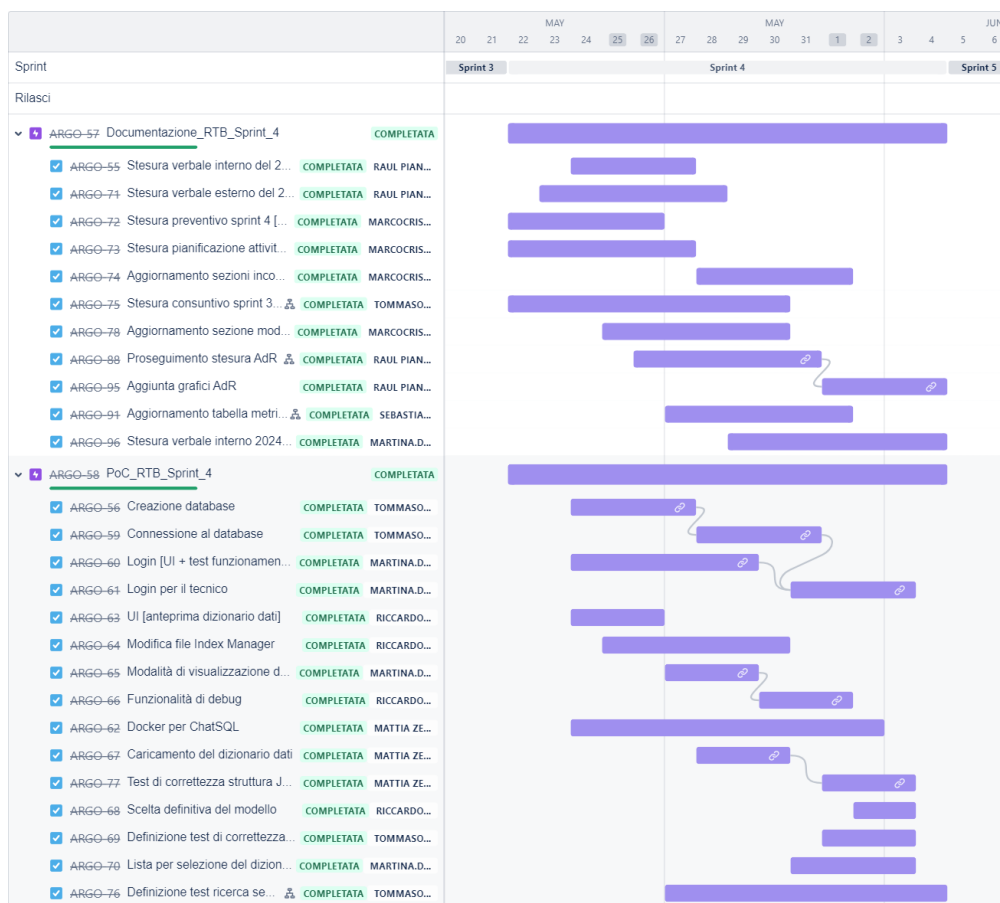 MAY MAY JUN
20 21 22 23 24 25 26 27 28 29 30 31 1 2 3 4 5 6
Sprint Sprint 3 Sprint 4 Sprint 5
Rilasci
ARGO-57 Documentazione_RTB_Sprint_4 COMPLETATA
ARGO-55 Stesura verbale interno del 2... COMPLETATA RAUL PIAN...
ARGO-71 Stesura verbale esterno del 2... COMPLETATA RAUL PIAN...
ARGO-72 Stesura preventivo sprint 4 [... COMPLETATA MARCOCRIS...
ARGO-73 Stesura pianificazione attivit... COMPLETATA MARCOCRIS...
ARGO-74 Aggiornamento sezioni inco... COMPLETATA MARCOCRIS...
ARGO-75 Stesura consuntivo sprint 3... COMPLETATA TOMMASO...
ARGO-78 Aggiornamento sezione mod... COMPLETATA MARCOCRIS...
ARGO-88 Proseguimento stesura AdR COMPLETATA RAUL PIAN...
ARGO-95 Aggiunta grafici AdR COMPLETATA RAUL PIAN...
ARGO-91 Aggiornamento tabella metri... COMPLETATA SEBASTIA...
ARGO-96 Stesura verbale interno 2024... COMPLETATA MARTINA.D...
ARGO-58 PoC_RTB_Sprint_4 COMPLETATA
ARGO-56 Creazione database COMPLETATA TOMMASO...
ARGO-59 Connessione al database COMPLETATA TOMMASO...
ARGO-60 Login [UI + test funzionamen... COMPLETATA MARTINA.D...
ARGO-61 Login per il tecnico COMPLETATA MARTINA.D...
ARGO-63 UI [anteprima dizionario dati] COMPLETATA RICCARDO...
ARGO-64 Modifica file Index Manager COMPLETATA RICCARDO...
ARGO-65 Modalità di visualizzazione d... COMPLETATA MARTINA.D...
ARGO-66 Funzionalità di debug COMPLETATA RICCARDO...
ARGO-62 Docker per ChatSQL COMPLETATA MATTIA ZE...
ARGO-67 Caricamento del dizionario dati COMPLETATA MATTIA ZE...
ARGO-77 Test di correttezza struttura J... COMPLETATA MATTIA ZE...
ARGO-68 Scelta definitiva del modello COMPLETATA RICCARDO...
ARGO-69 Definizione test di correttezza... COMPLETATA TOMMASO...
ARGO-70 Lista per selezione del dizion... COMPLETATA MARTINA.D...
ARGO-76 Definizione test ricerca se... COMPLETATA TOMMASO...